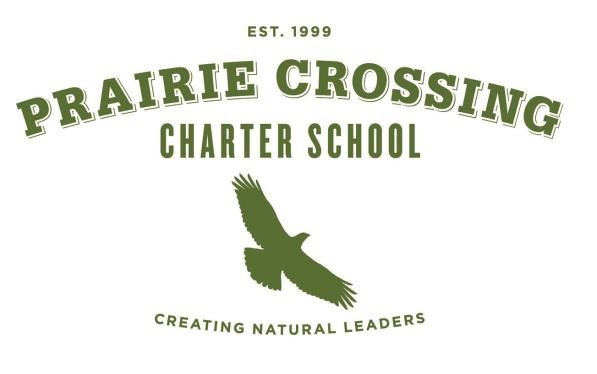 EST. 1999
PRAIRIE CROSSING
CHARTER SCHOOL
CREATING NATURAL LEADERS